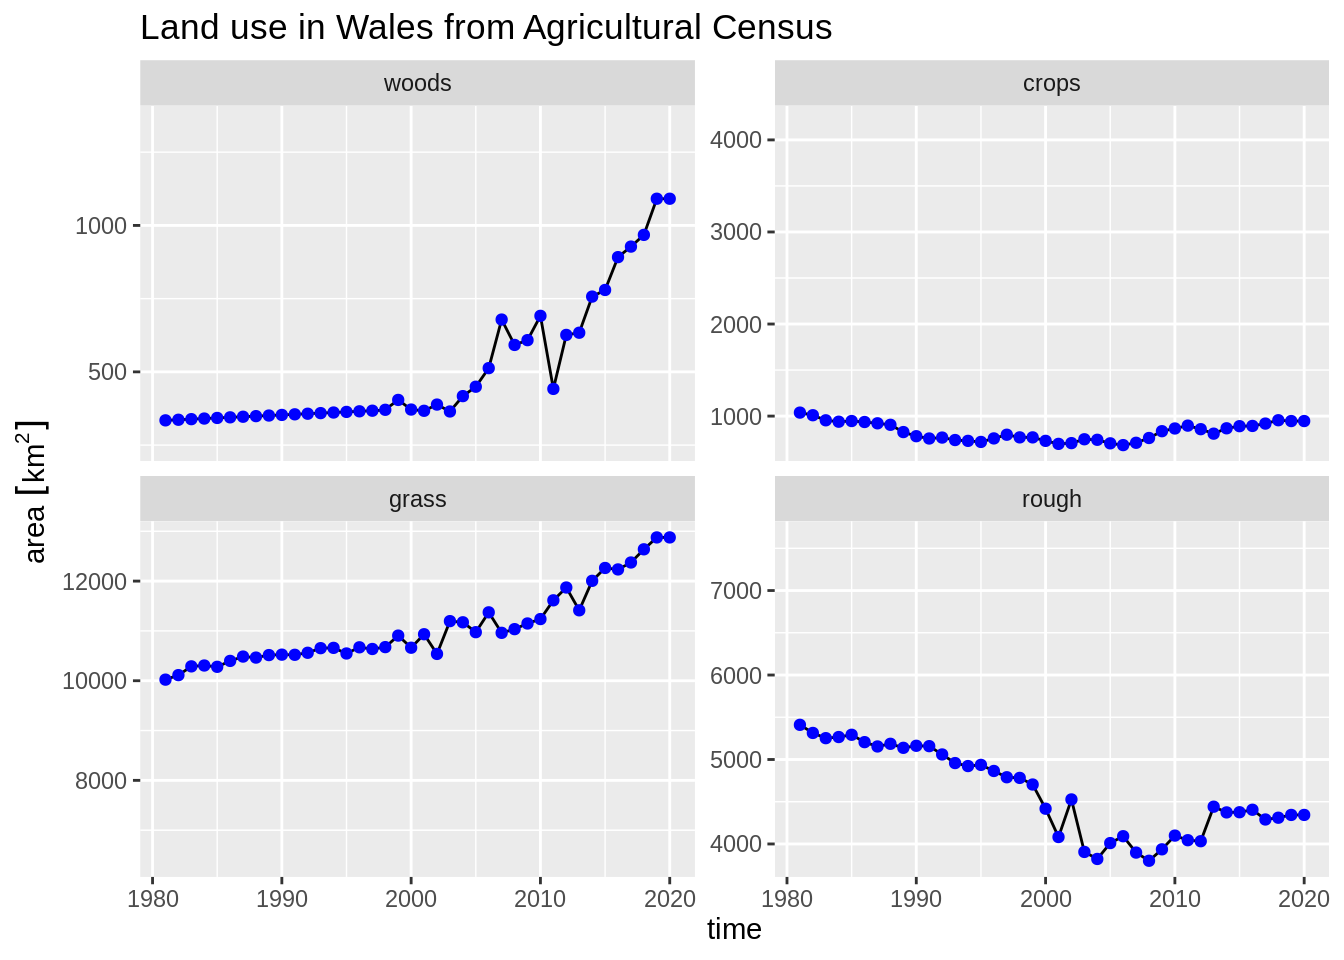 Land use in Wales from Agricultural Census
woods
crops
1000
500
4000
3000
2000
1000
area [km²]
grass
rough
12000
10000
8000
7000
6000
5000
4000
1980 1990 2000 2010 2020
1980 1990 2000 2010 2020
time